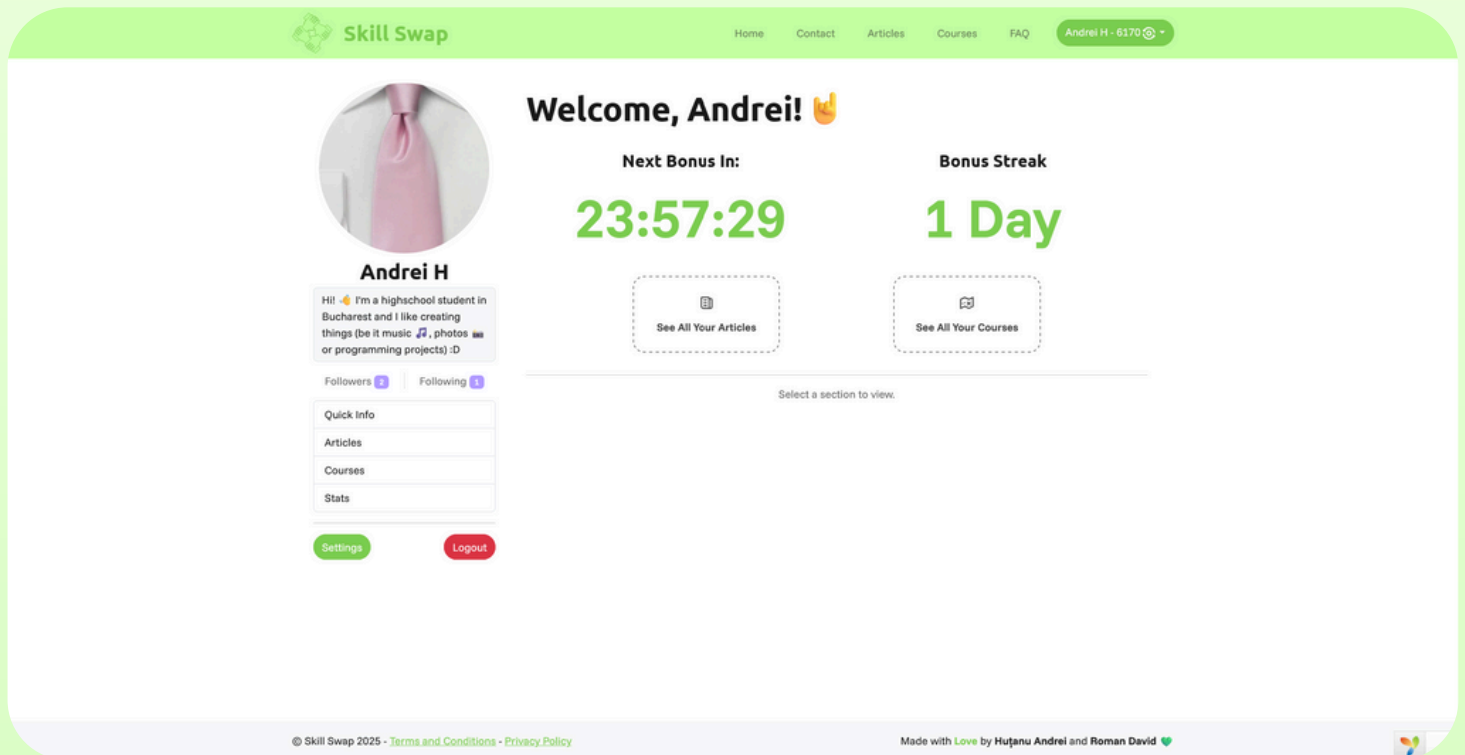 Skill Swap
Home Contact Articles Courses FAQ Andrei H - 6170
Welcome, Andrei! 🤘
Next Bonus In:
23:57:29
Bonus Streak
1 Day
See All Your Articles
See All Your Courses
Select a section to view.
Andrei H
Hi! 🤙 I'm a highschool student in
Bucharest and I like creating
things (be it music 🎵, photos 📸
or programming projects) :D
Followers 2 Following 1
Quick Info
Articles
Courses
Stats
Settings Logout
© Skill Swap 2025 - Terms and Conditions - Privacy Policy
Made with Love by Huțanu Andrei and Roman David 💚